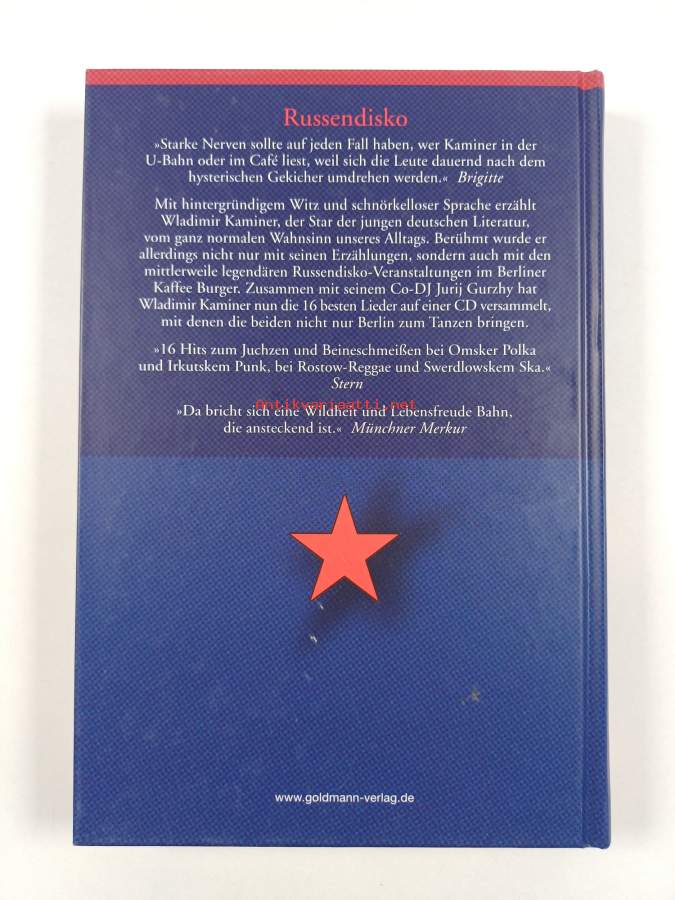 Russendisko
»Starke Nerven sollte auf jeden Fall haben, wer Kaminer in der
U-Bahn oder im Café liest, weil sich die Leute dauernd nach dem
hysterischen Gekicher umdrehen werden.« Brigitte
Mit hintergründigem Witz und schnörkelloser Sprache erzählt
Wladimir Kaminer, der Star der jungen deutschen Literatur,
vom ganz normalen Wahnsinn unseres Alltags. Berühmt wurde er
allerdings nicht nur mit seinen Erzählungen, sondern auch mit den
mittlerweile legendären Russendisko-Veranstaltungen im Berliner
Kaffee Burger. Zusammen mit seinem Co-DJ Jurij Gurzhy hat
Wladimir Kaminer nun die 16 besten Lieder auf einer CD versammelt,
mit denen die beiden nicht nur Berlin zum Tanzen bringen.
»16 Hits zum Juchzen und Beineschmeißen bei Omsker Polka
und Irkutskem Punk, bei Rostow-Reggae und Swerdlowskem Ska.«
Stern
antikvariaatti.net
»Da bricht sich eine Wildheit und Lebensfreude Bahn,
die ansteckend ist.« Münchner Merkur
www.goldmann-verlag.de